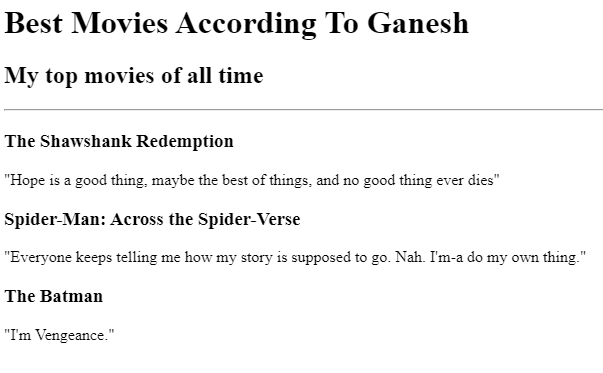 Best Movies According To Ganesh
My top movies of all time
The Shawshank Redemption
"Hope is a good thing, maybe the best of things, and no good thing ever dies"
Spider-Man: Across the Spider-Verse
"Everyone keeps telling me how my story is supposed to go. Nah. I'm-a do my own thing."
The Batman
"I'm Vengeance."